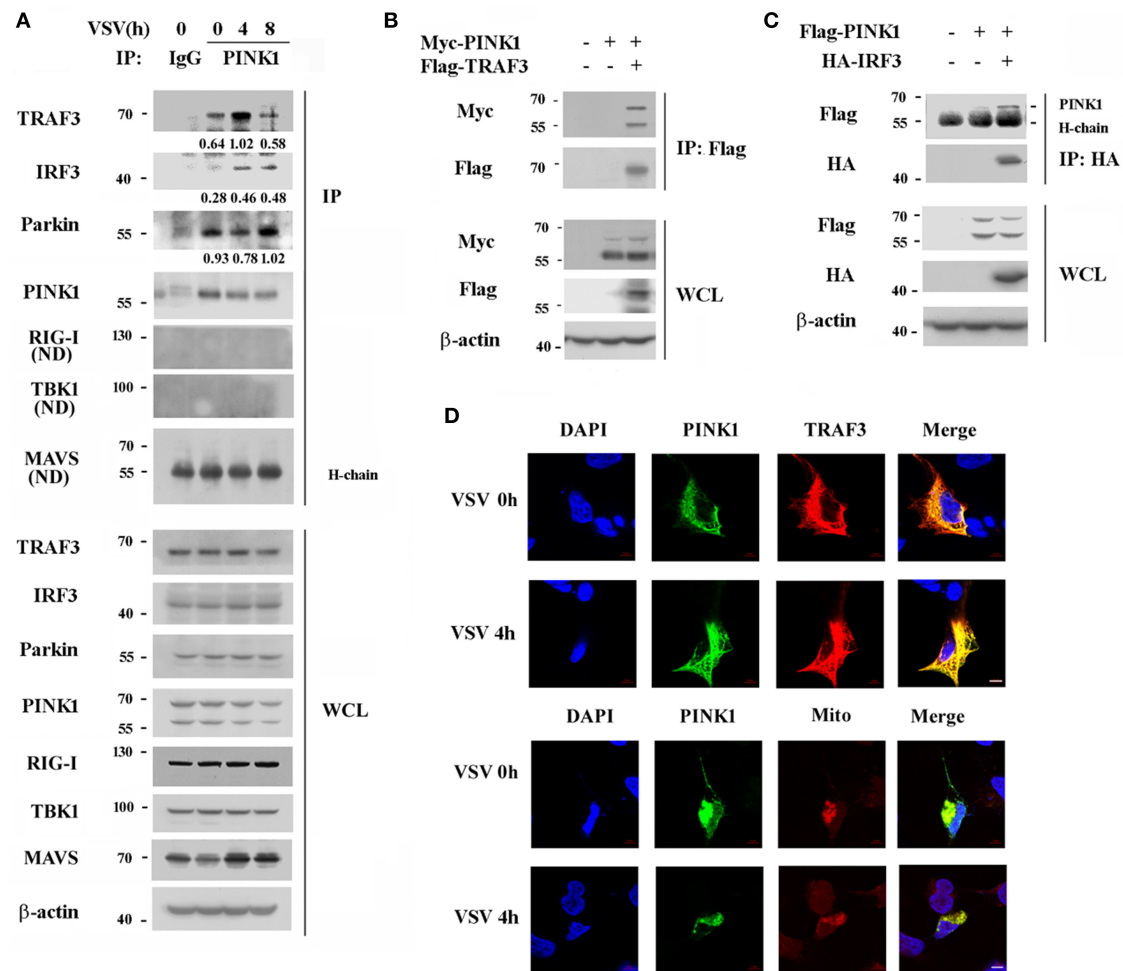 A
VSV(h) 0 0 4 8
IP: IgG PINK1
TRAF3 70 -
0.64 1.02 0.58
IRF3 40 -
0.28 0.46 0.48
Parkin 55 -
0.93 0.78 1.02
PINK1 55 -
RIG-I (ND) 130 -
TBK1 (ND) 100 -
MAVS (ND) 70 -
55 -
H-chain
IP
TRAF3 70 -
IRF3 40 -
Parkin 55 -
PINK1 70 -
55 -
RIG-I 130 -
TBK1 100 -
MAVS 70 -
β-actin 40 -
WCL
B
Myc-PINK1 - + +
Flag-TRAF3 - - +
Myc 70 -
55 -
Flag 70 -
IP: Flag
Myc 70 -
55 -
Flag 55 -
β-actin 40 -
WCL
C
Flag-PINK1 - + +
HA-IRF3 - - +
Flag 70 -
55 -
- PINK1
- H-chain
HA 40 -
IP: HA
Flag 70 -
55 -
HA 40 -
β-actin 40 -
WCL
D
DAPI PINK1 TRAF3 Merge
VSV 0h
VSV 4h
DAPI PINK1 Mito Merge
VSV 0h
VSV 4h